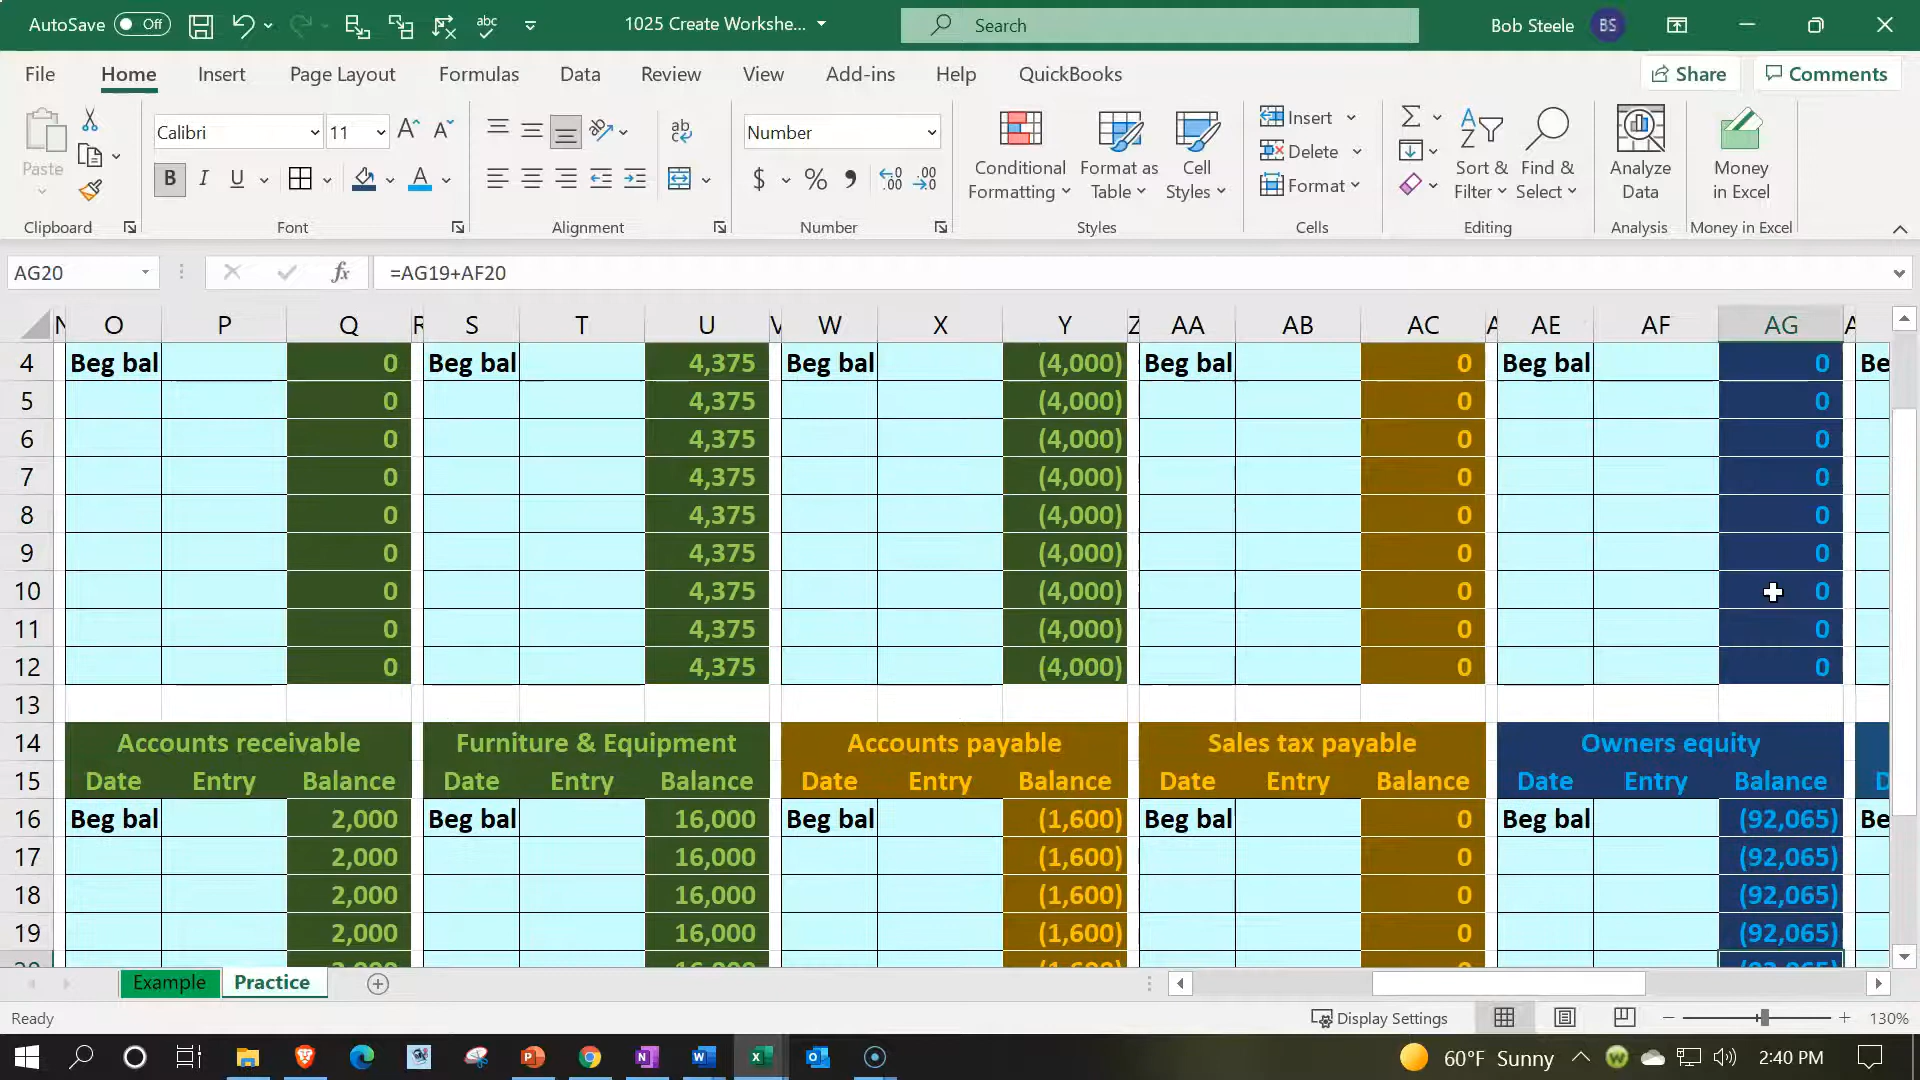 AutoSave Off 1025 Create Workshe... Search Bob Steele BS
File Home Insert Page Layout Formulas Data Review View Add-ins Help QuickBooks Share Comments
Paste Calibri 11 Number
B I U $ %
Conditional Formatting Format as Table Cell Styles
Insert
Delete
Format
Sort & Filter Find & Select Analyze Data Money in Excel
Clipboard Font Alignment Number Styles Cells Editing Analysis Money in Excel
AG20 fx =AG19+AF20
N O P Q R S T U V W X Y Z AA AB AC A AE AF AG A
4 Beg bal 0 Beg bal 4,375 Beg bal (4,000) Beg bal 0 Beg bal 0 Be
5 0 4,375 (4,000) 0 0
6 0 4,375 (4,000) 0 0
7 0 4,375 (4,000) 0 0
8 0 4,375 (4,000) 0 0
9 0 4,375 (4,000) 0 0
10 0 4,375 (4,000) 0 0
11 0 4,375 (4,000) 0 0
12 0 4,375 (4,000) 0 0
13
14 Accounts receivable Furniture & Equipment Accounts payable Sales tax payable Owners equity
15 Date Entry Balance Date Entry Balance Date Entry Balance Date Entry Balance Date Entry Balance
16 Beg bal 2,000 Beg bal 16,000 Beg bal (1,600) Beg bal 0 Beg bal (92,065) Be
17 2,000 16,000 (1,600) 0 (92,065)
18 2,000 16,000 (1,600) 0 (92,065)
19 2,000 16,000 (1,600) 0 (92,065)
Example Practice
Ready Display Settings 130%
60°F Sunny 2:40 PM